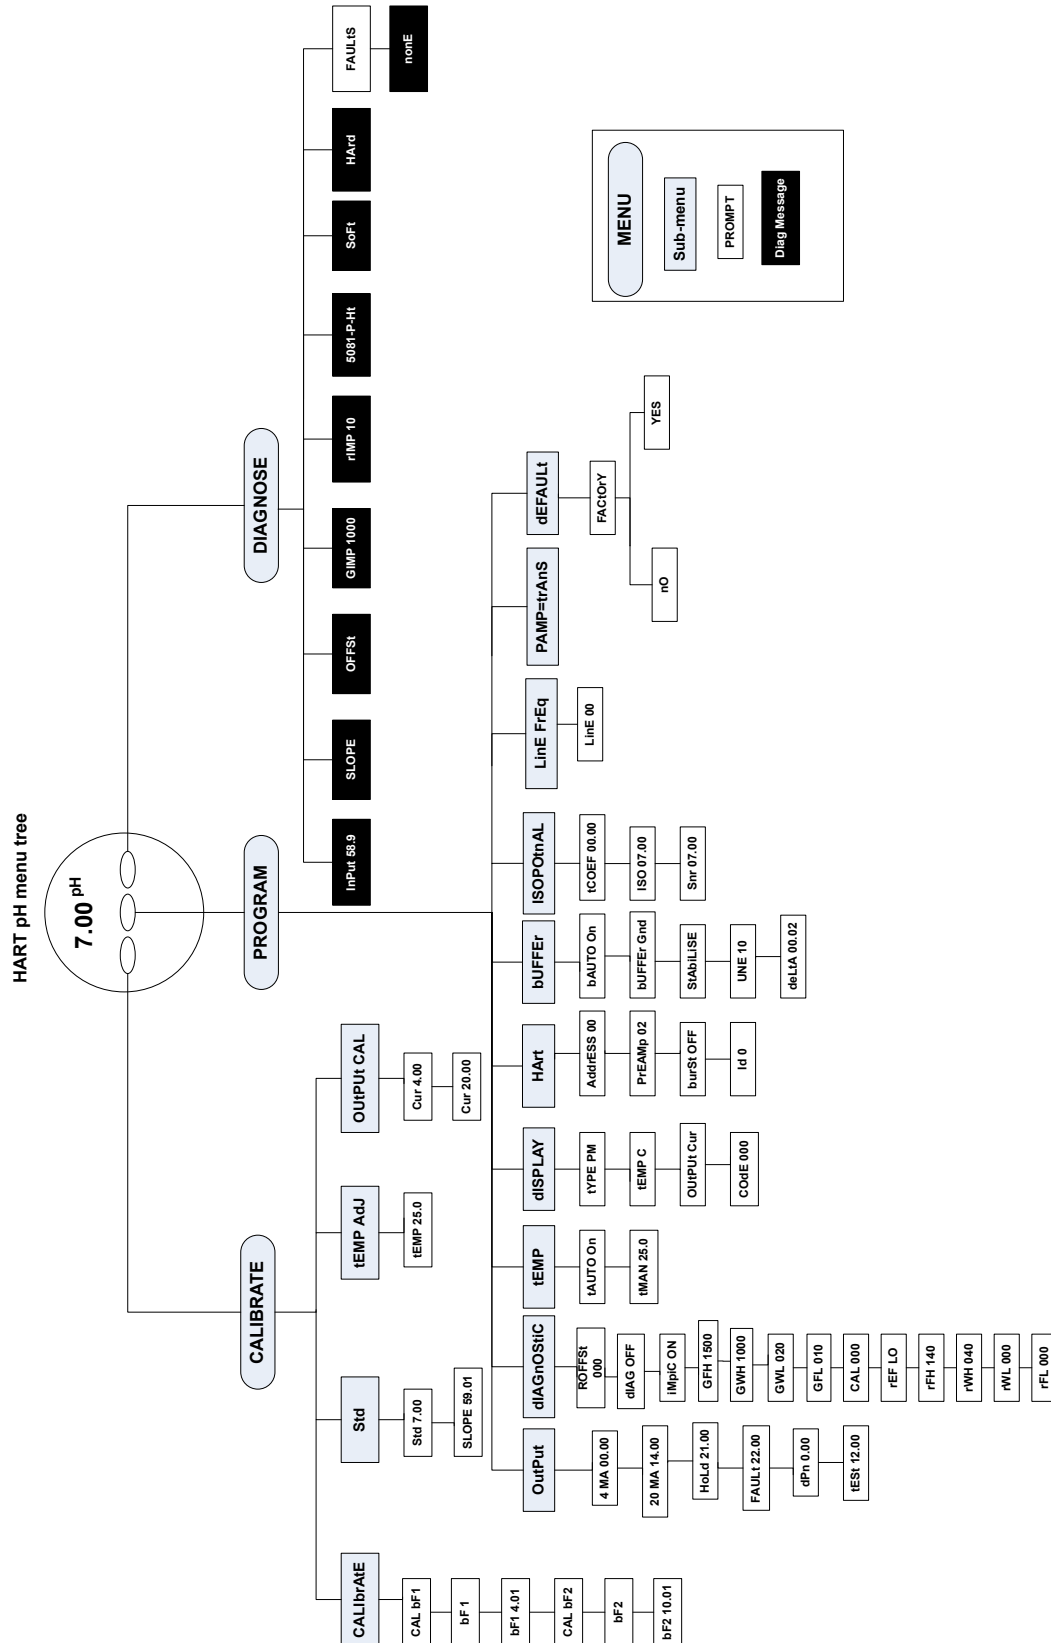 HART pH menu tree
7.00 pH
CALIBRATE
PROGRAM
DIAGNOSE
CALIbrAtE
CAL bF1
bF 1
bF1 4.01
CAL bF2
bF2
bF2 10.01
Std
Std 7.00
SLOPE 59.01
tEMP AdJ
tEMP 25.0
OUtPUt CAL
Cur 4.00
Cur 20.00
OutPut
4 MA 00.00
20 MA 14.00
HoLd 21.00
FAULt 22.00
dPn 0.00
tESt 12.00
dIAGnOStiC
ROFFSt
000
dIAG OFF
iMpiC ON
GFH 1500
GWH 1000
GWL 020
GFL 010
CAL 000
rEF LO
rFH 140
rWH 040
rWL 000
rFL 000
tEMP
tAUTO On
tMAN 25.0
dISPLAY
tYPE PM
tEMP C
OUtPUt Cur
COdE 000
HArt
AddrESS 00
PrEAMp 02
burSt OFF
Id 0
bUFFEr
bAUTO On
bUFFEr Gnd
StAbiLiSE
UNE 10
deLtA 00.02
ISOPOtnAL
tCOEF 00.00
ISO 07.00
Snr 07.00
LinE FrEq
LinE 00
PAMP=trAnS
dEFAULt
FACtOrY
nO
YES
InPut 58.9
SLOPE
OFFSt
GIMP 1000
rIMP 10
5081-P-Ht
SoFt
HArd
FAULtS
nonE
MENU
Sub-menu
PROMPT
Diag Message